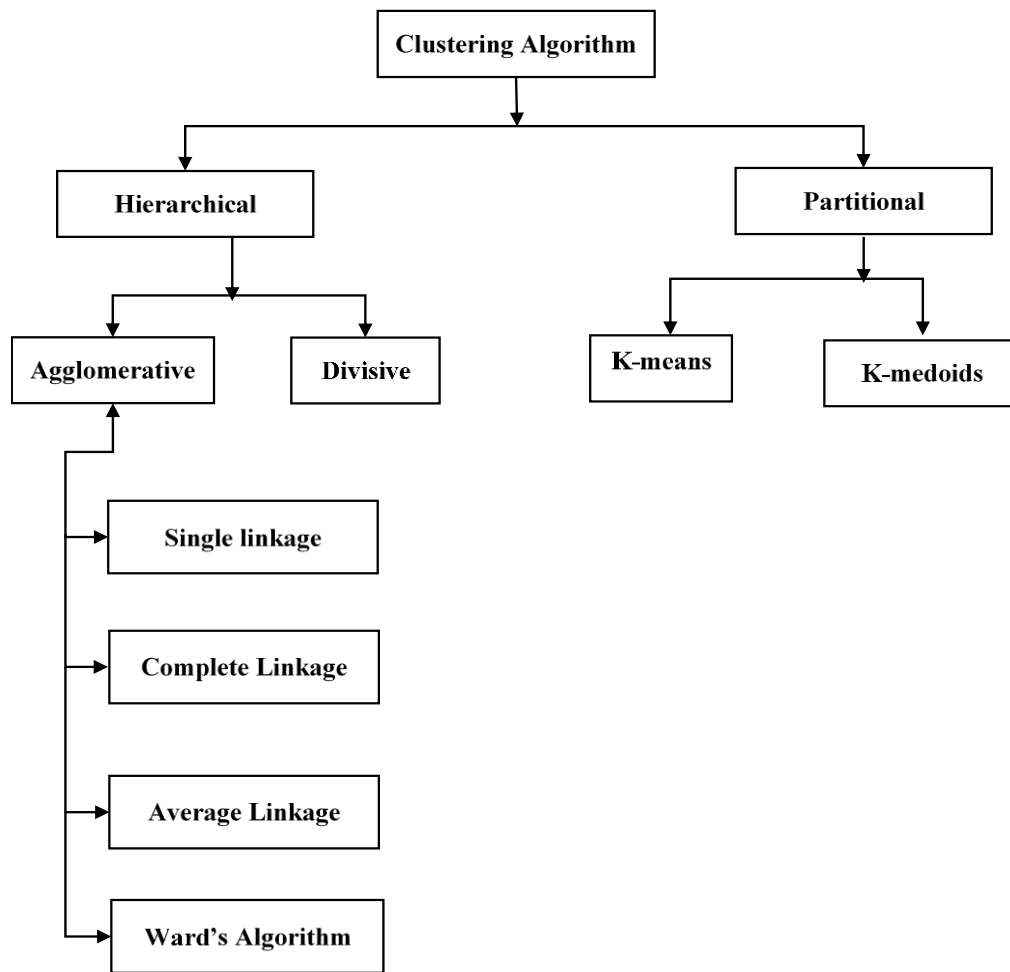 Clustering Algorithm
Hierarchical
Partitional
Agglomerative
Divisive
K-means
K-medoids
Single linkage
Complete Linkage
Average Linkage
Ward’s Algorithm